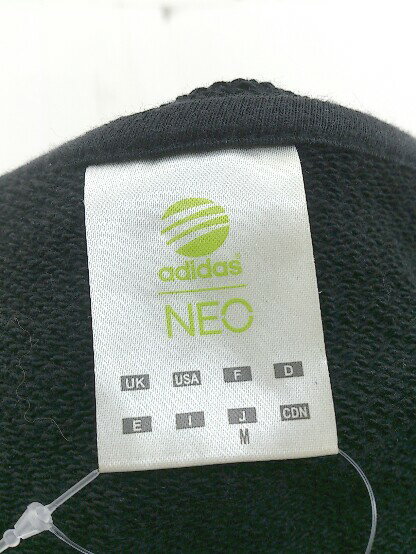 adidas
NEO
UK USA F D
E I J CDN
M